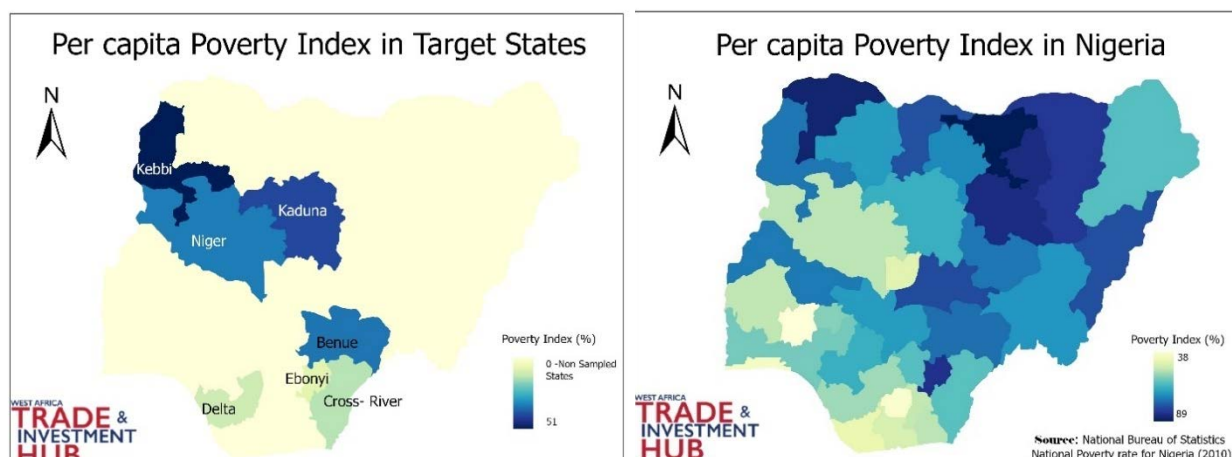 Per capita Poverty Index in Target States
N
Kebbi
Kaduna
Niger
Benue
Ebonyi
Delta
Cross- River
Poverty Index (%)
0 -Non Sampled
States
51
WEST AFRICA
TRADE &
INVESTMENT
HUB
Per capita Poverty Index in Nigeria
N
Poverty Index (%)
38
89
WEST AFRICA
TRADE &
INVESTMENT
HUB
Source: National Bureau of Statistics
National Poverty rate for Nigeria (2010)